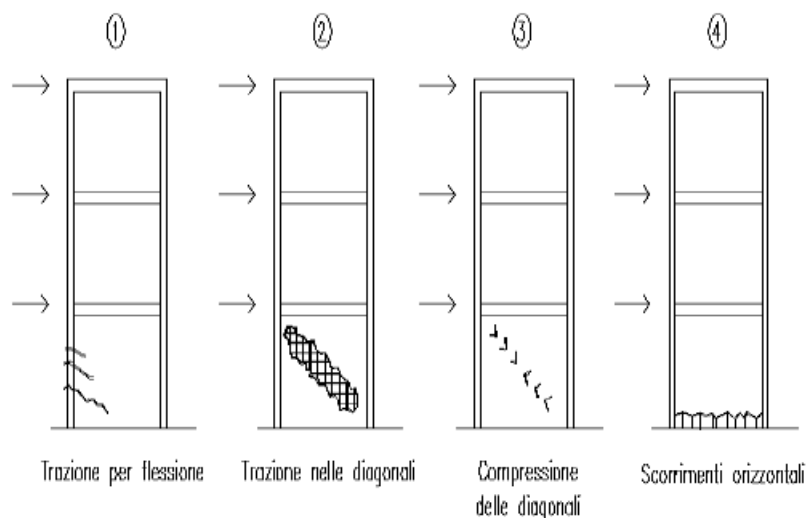 1
2
3
4
Trazione per flessione
Trazione nelle diagonali
Compressione
delle diagonali
Scorrimenti orizzontali